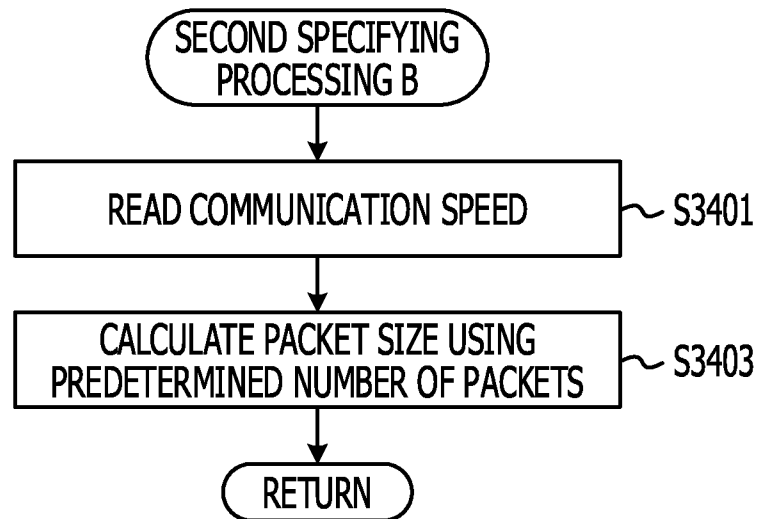 SECOND SPECIFYING
PROCESSING B
READ COMMUNICATION SPEED
S3401
CALCULATE PACKET SIZE USING
PREDETERMINED NUMBER OF PACKETS
S3403
RETURN